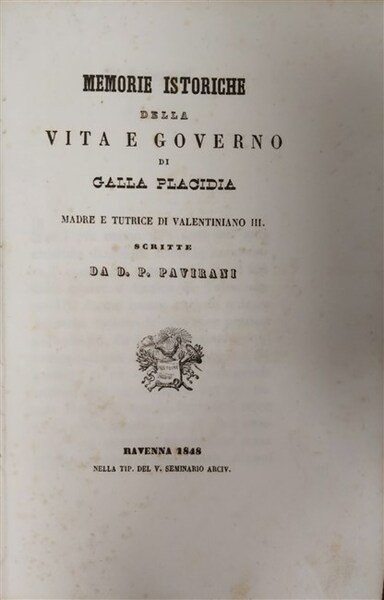 MEMORIE ISTORICHE
DELLA
VITA E GOVERNO
DI
GALLA PLACIDIA
MADRE E TUTRICE DI VALENTINIANO III.
SCRITTE
DA D. P. PAVIRANI
RAVENNA 1848
NELLA TIP. DEL V. SEMINARIO ARCIV.